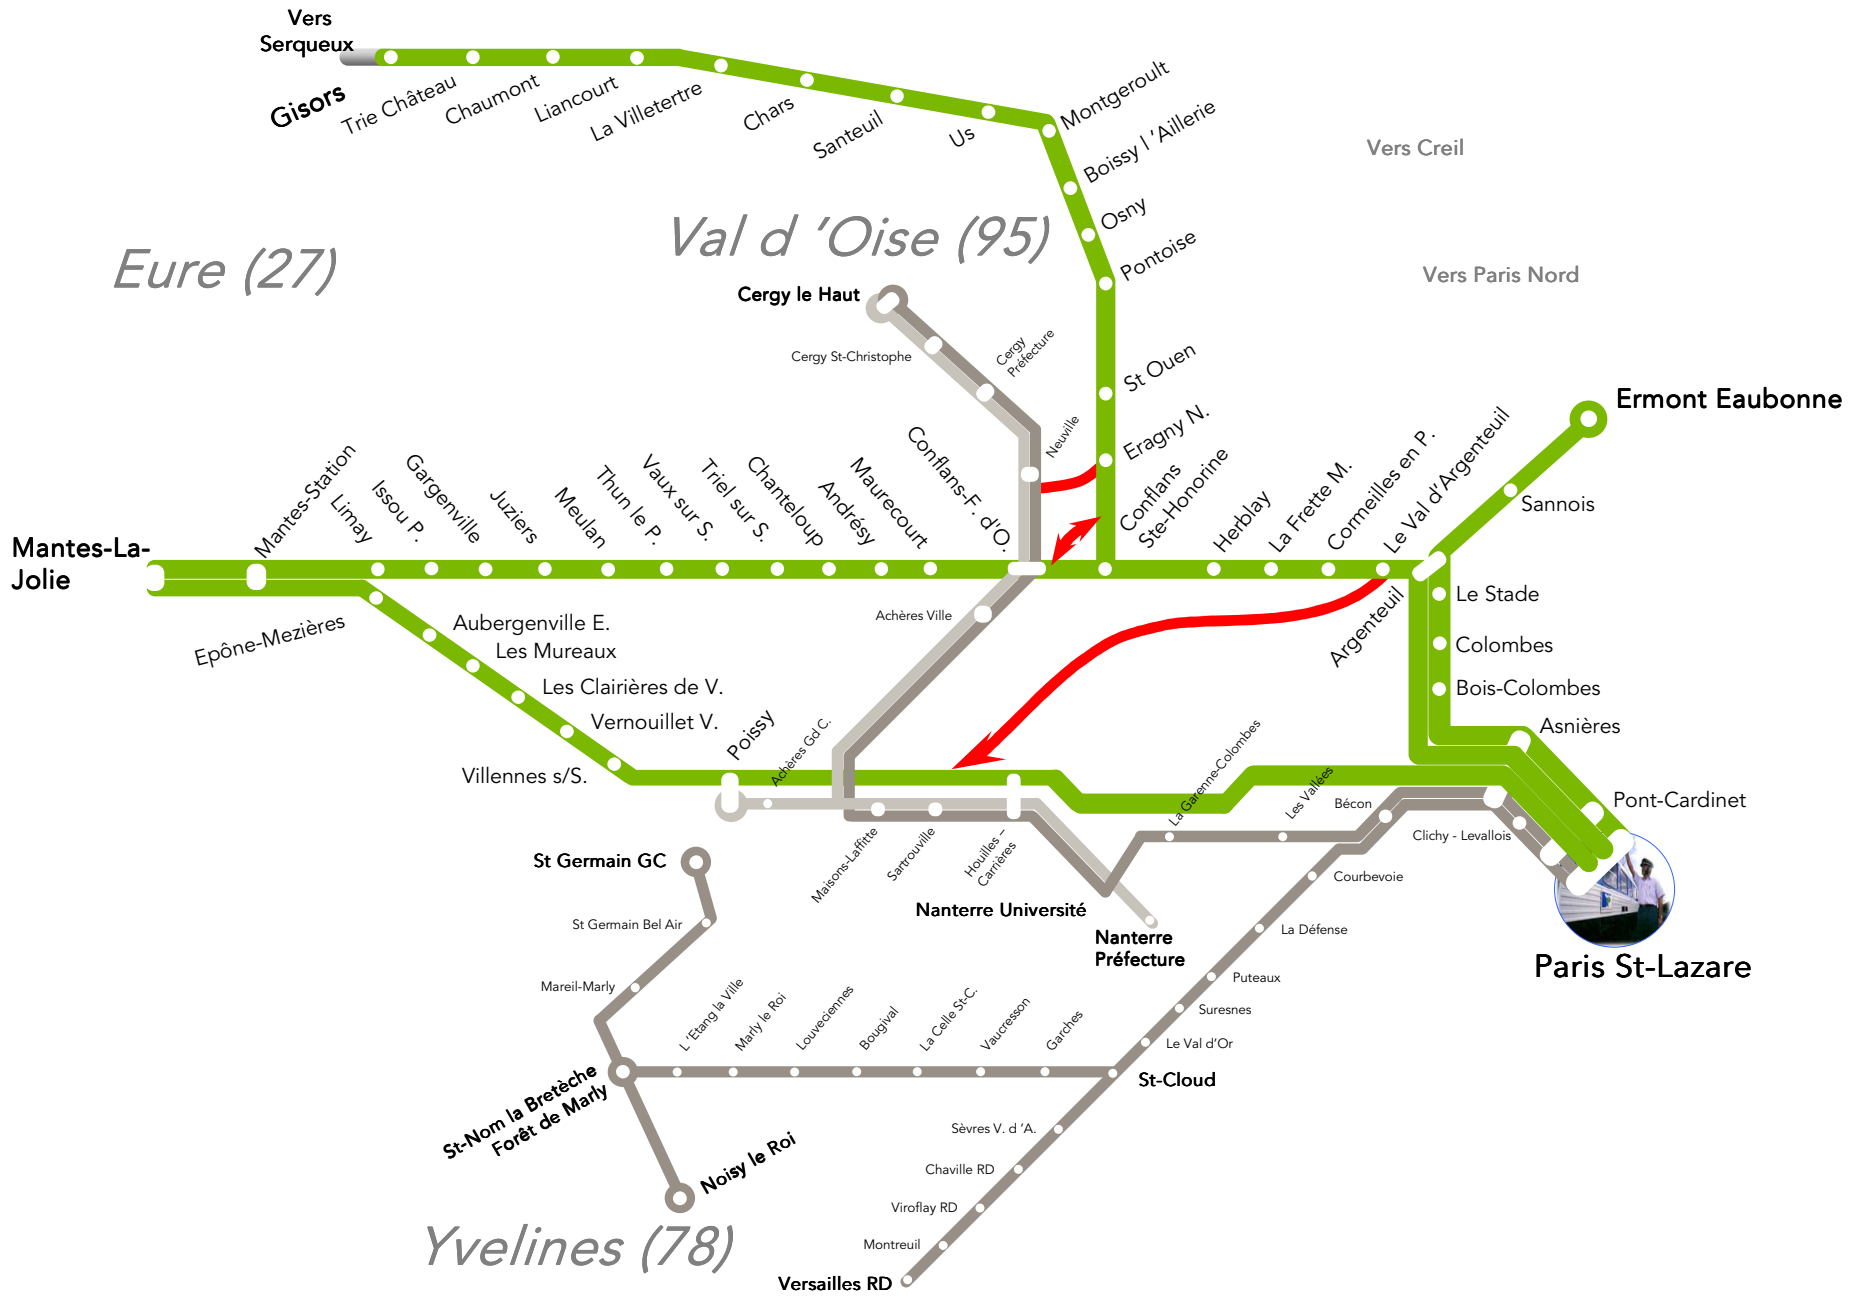 Vers
Serqueux
Gisors
Trie Château
Chaumont
Liancourt
La Villetertre
Chars
Santeuil
Us
Montgeroult
Boissy l ’Aillerie
Osny
Pontoise
Vers Creil
Vers Paris Nord
Eure (27)
Val d ’Oise (95)
Cergy le Haut
Cergy St-Christophe
Cergy
Préfecture
Neuville
Conflans-F. d'O.
St Ouen
Eragny N.
Conflans
Ste-Honorine
Herblay
La Frette M.
Cormeilles en P.
Le Val d’Argenteuil
Ermont Eaubonne
Sannois
Mantes-La-
Jolie
Mantes-Station
Limay
Issou P.
Gargenville
Juziers
Meulan
Thun le P.
Vaux sur S.
Triel sur S.
Chanteloup
Andrésy
Maurecourt
Achères Ville
Argenteuil
Le Stade
Colombes
Bois-Colombes
Asnières
Pont-Cardinet
Epône-Mezières
Aubergenville E.
Les Mureaux
Les Clairières de V.
Vernouillet V.
Villennes s/S.
Poissy
Achères Gd C.
Maisons-Laffitte
Sartrouville
Houilles –
Carrières
La Garenne-Colombes
Les Vallées
Bécon
Clichy - Levallois
Paris St-Lazare
Nanterre Université
Nanterre
Préfecture
Courbevoie
La Défense
Puteaux
Suresnes
Le Val d’Or
St-Cloud
St Germain GC
St Germain Bel Air
Mareil-Marly
L ’Etang la Ville
Marly le Roi
Louveciennes
Bougival
La Celle St-C.
Vaucresson
Garches
St-Nom la Bretèche
Forêt de Marly
Noisy le Roi
Sèvres V. d ’A.
Chaville RD
Viroflay RD
Montreuil
Versailles RD
Yvelines (78)